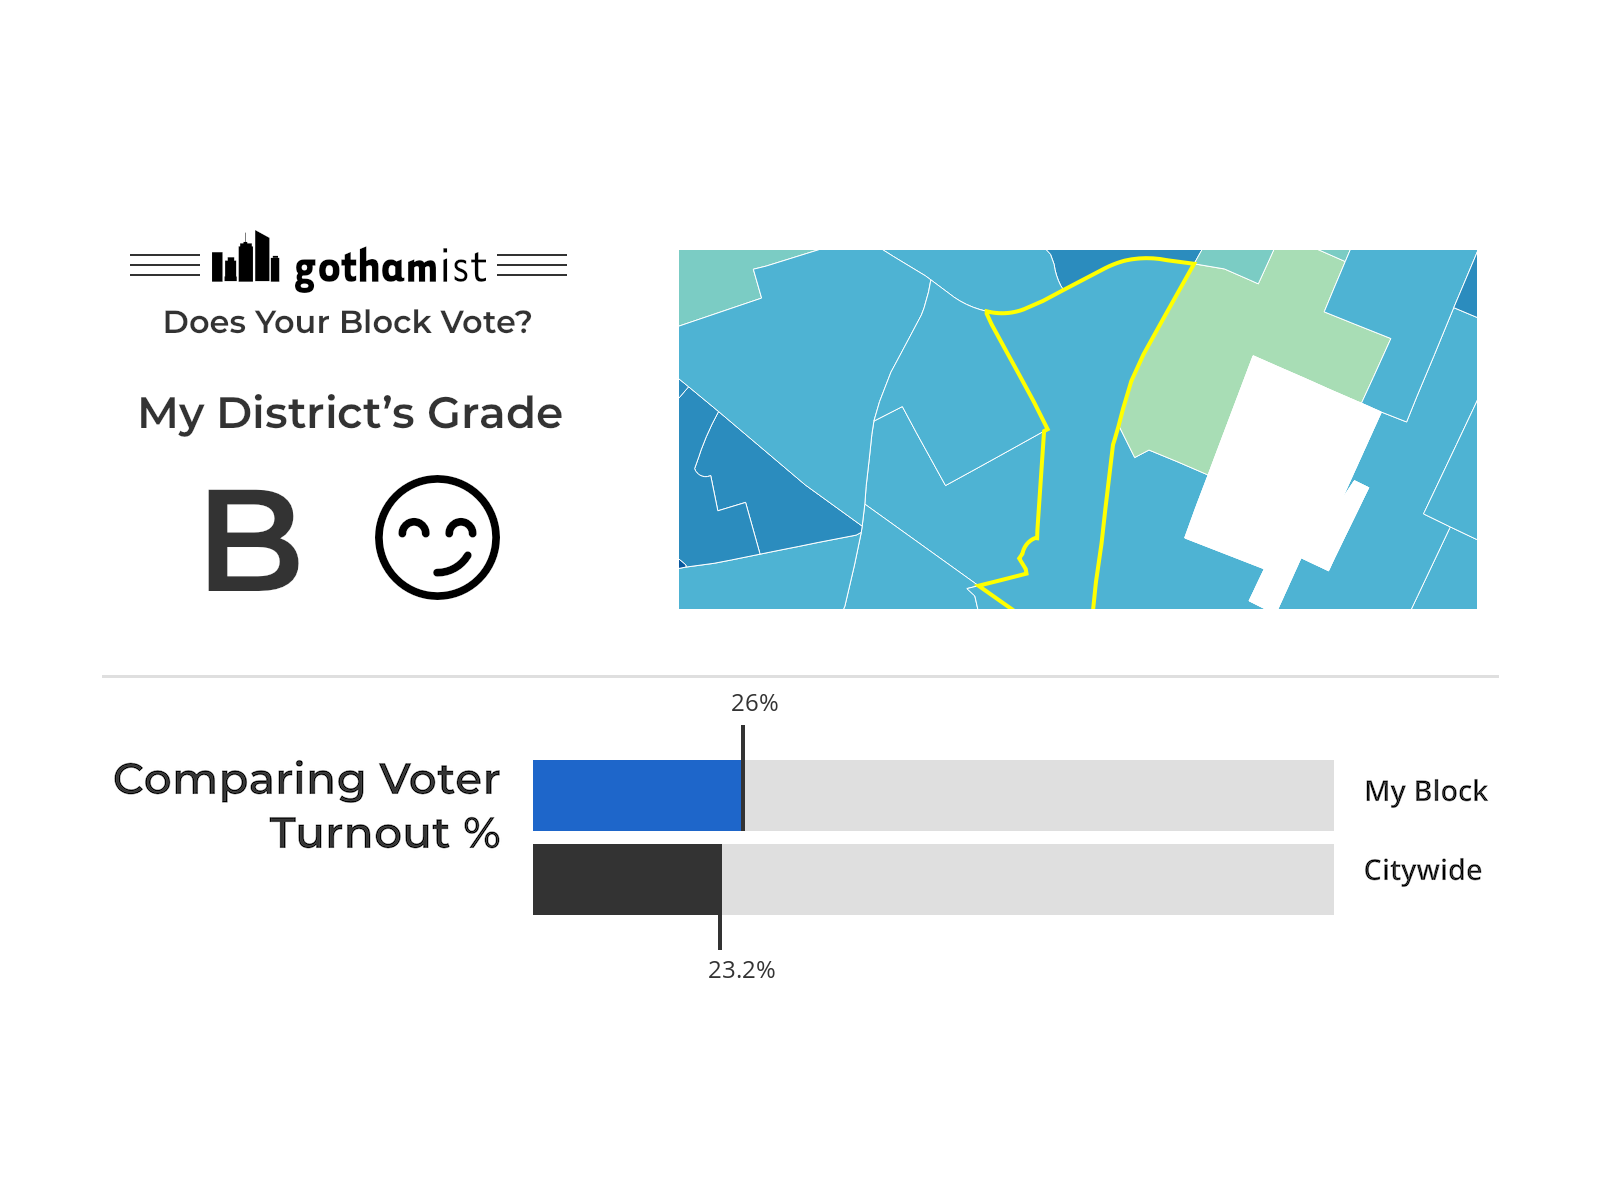 gothamist
Does Your Block Vote?
My District’s Grade
B
26%
Comparing Voter
Turnout %
My Block
Citywide
23.2%